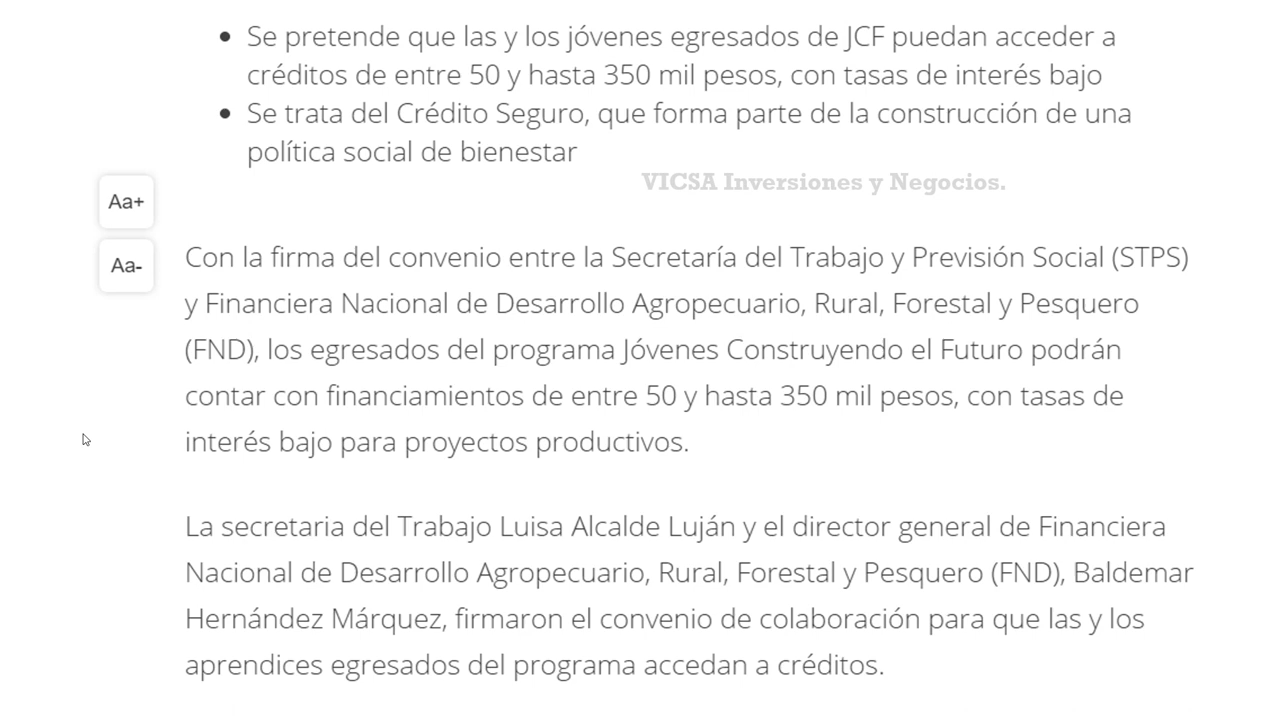 Se pretende que las y los jóvenes egresados de JCF puedan acceder a
créditos de entre 50 y hasta 350 mil pesos, con tasas de interés bajo
Se trata del Crédito Seguro, que forma parte de la construcción de una
política social de bienestar
VICSA Inversiones y Negocios.
Aa+
Aa-
Con la firma del convenio entre la Secretaría del Trabajo y Previsión Social (STPS)
y Financiera Nacional de Desarrollo Agropecuario, Rural, Forestal y Pesquero
(FND), los egresados del programa Jóvenes Construyendo el Futuro podrán
contar con financiamientos de entre 50 y hasta 350 mil pesos, con tasas de
interés bajo para proyectos productivos.
La secretaria del Trabajo Luisa Alcalde Luján y el director general de Financiera
Nacional de Desarrollo Agropecuario, Rural, Forestal y Pesquero (FND), Baldemar
Hernández Márquez, firmaron el convenio de colaboración para que las y los
aprendices egresados del programa accedan a créditos.